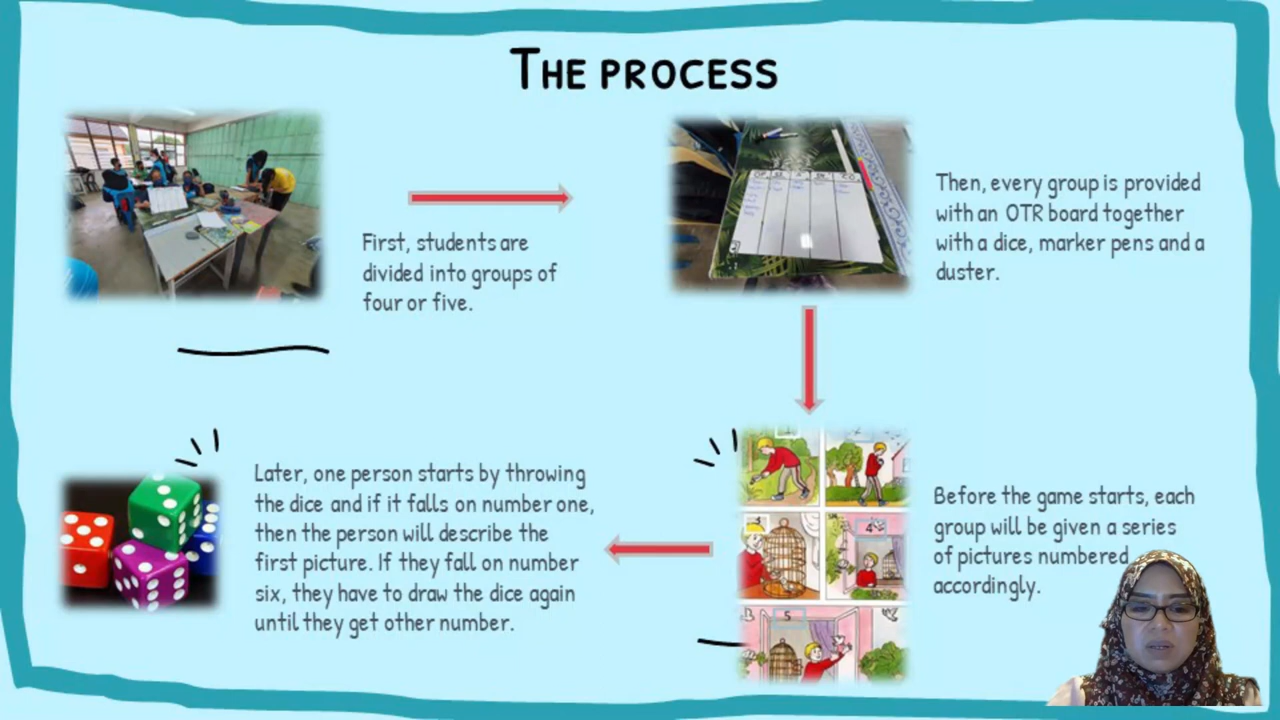 THE PROCESS
First, students are
divided into groups of
four or five.
Then, every group is provided
with an OTR board together
with a dice, marker pens and a
duster.
Before the game starts, each
group will be given a series
of pictures numbered
accordingly.
4
5
Later, one person starts by throwing
the dice and if it falls on number one,
then the person will describe the
first picture. If they fall on number
six, they have to draw the dice again
until they get other number.